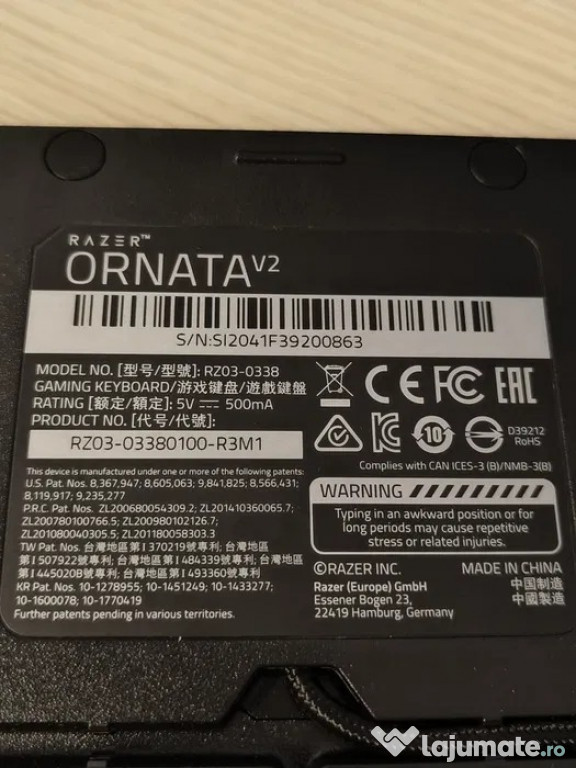 RAZER™
ORNATA V2
S/N:SI2041F39200863
MODEL NO. [型号/型號]: RZ03-0338
GAMING KEYBOARD/游戏键盘/遊戲鍵盤
RATING [额定/額定]: 5V ⎓ 500mA
PRODUCT NO. [代号/代號]:
RZ03-03380100-R3M1
This device is manufactured under one or more of the following patents:
U.S. Pat. Nos. 8,367,947; 8,605,063; 9,841,825; 8,566,431;
8,119,917; 9,235,277
P.R.C. Pat. Nos. ZL200680054309.2; ZL201410360065.7;
ZL200780100766.5; ZL200980102126.7;
ZL201080040305.5; ZL201180058303.3
TW Pat. Nos. 台灣地區第I370219號專利; 台灣地區
第I507922號專利; 台灣地區第I484339號專利; 台灣地區
第I445020B號專利; 台灣地區第I493360號專利
KR Pat. Nos. 10-1278955; 10-1451249; 10-1433277;
10-1600078; 10-1770419
Further patents pending in various territories.
CE FC EAC
10
D39212
RoHS
Complies with CAN ICES-3 (B)/NMB-3(B)
WARNING
Typing in an awkward position or for
long periods may cause repetitive
stress or related injuries.
©RAZER INC.
MADE IN CHINA
中国制造
中國製造
Razer (Europe) GmbH
Essener Bogen 23,
22419 Hamburg, Germany
Lajumate.ro